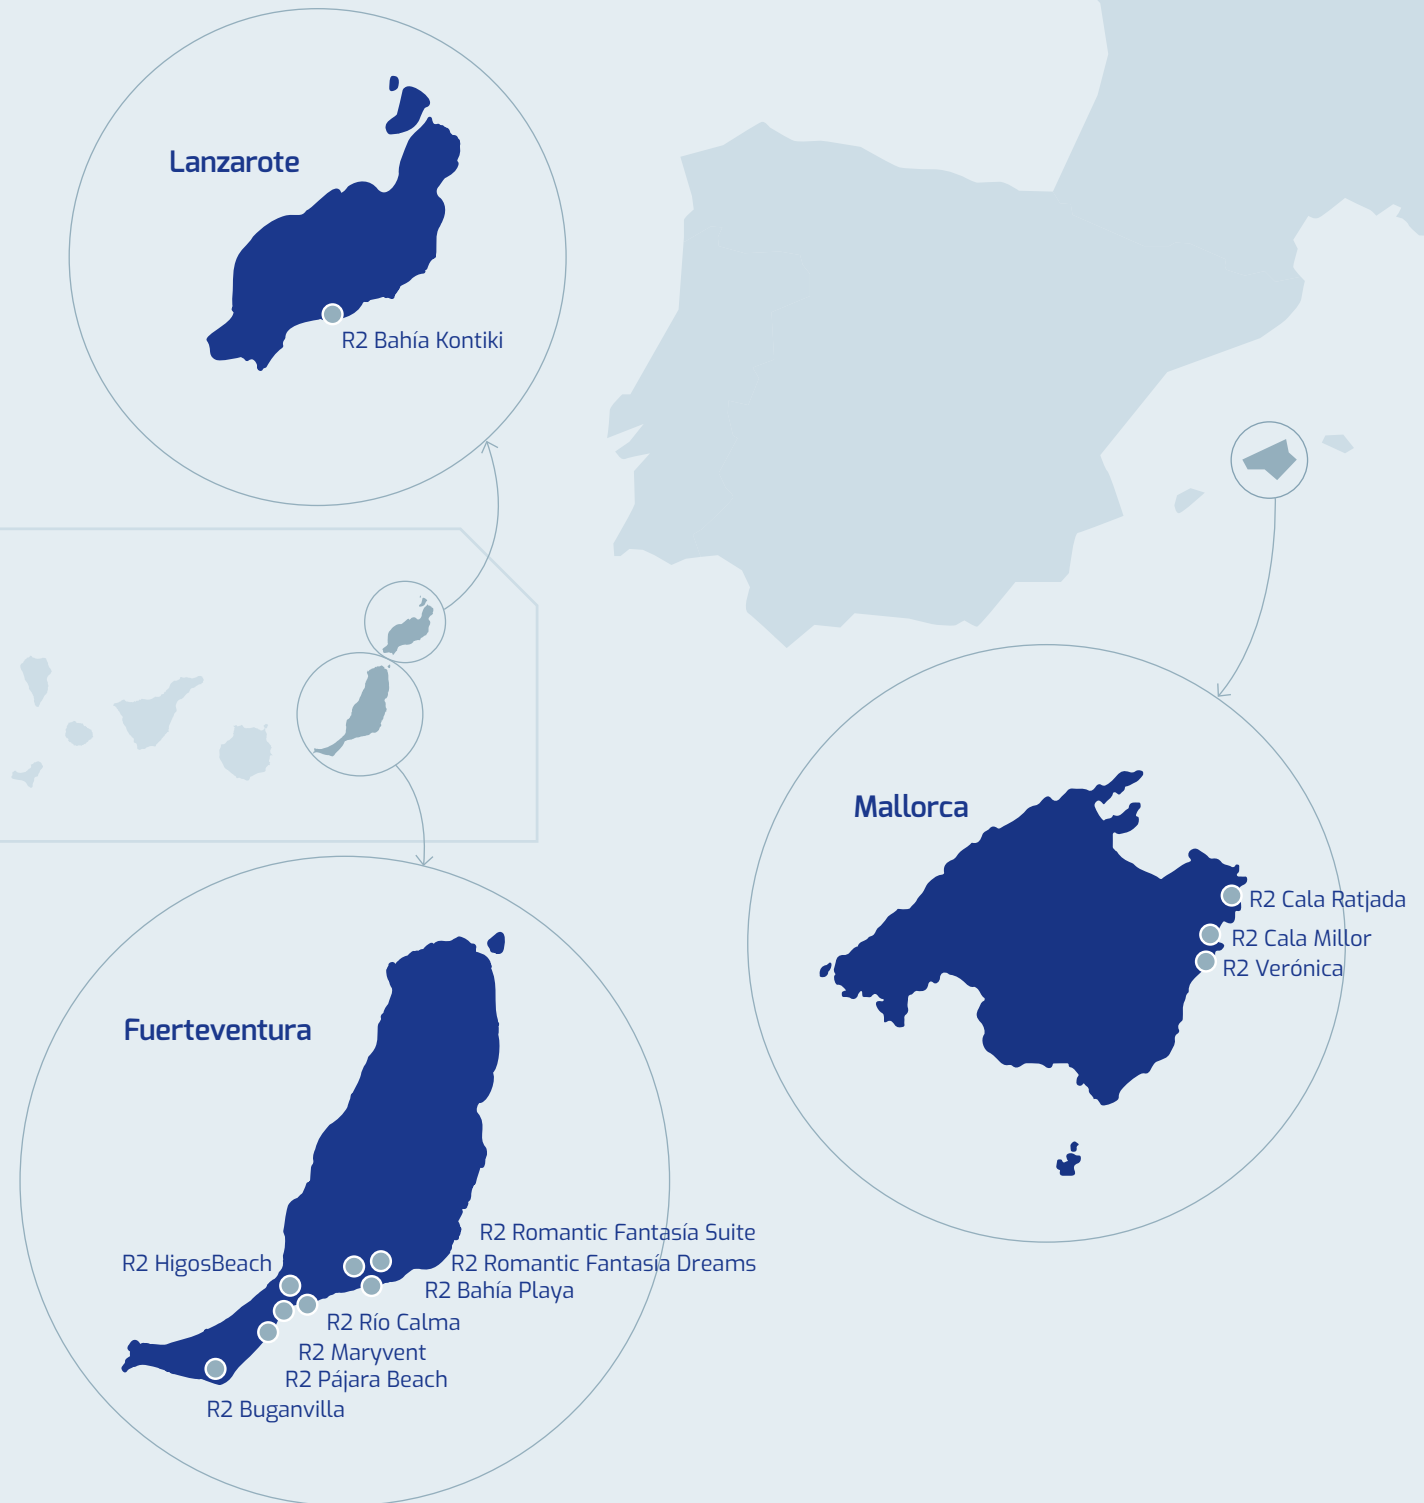 Lanzarote
R2 Bahía Kontiki
Mallorca
R2 Cala Ratjada
R2 Cala Millor
R2 Verónica
Fuerteventura
R2 Romantic Fantasía Suite
R2 HigosBeach
R2 Romantic Fantasía Dreams
R2 Bahía Playa
R2 Río Calma
R2 Maryvent
R2 Pájara Beach
R2 Buganvilla